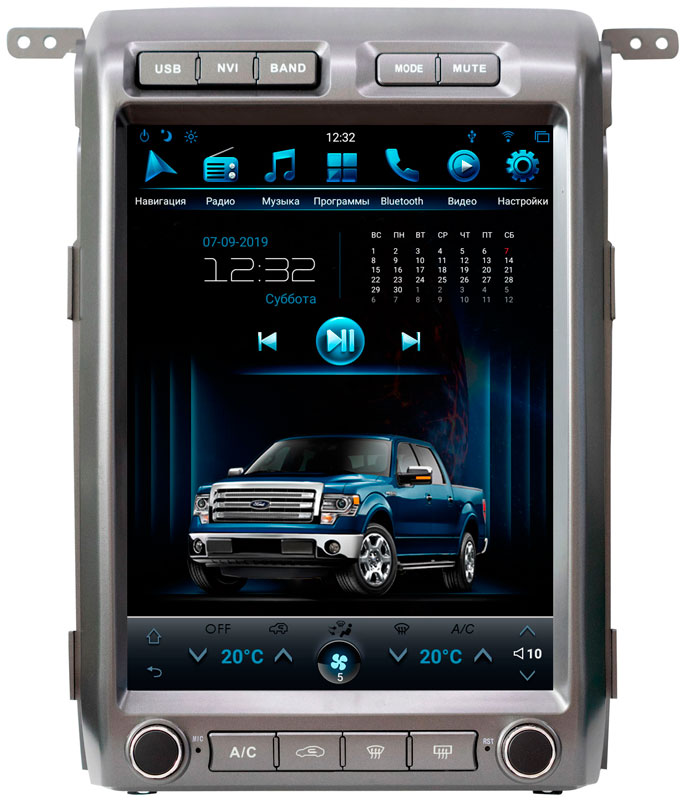 USB NVI BAND MODE MUTE
12:32
Навигация Радио Музыка Программы Bluetooth Видео Настройки
07-09-2019
12:32
Суббота
ВС ПН ВТ СР ЧТ ПТ СБ
1 2 3 4 5 6 7
8 9 10 11 12 13 14
15 16 17 18 19 20 21
22 23 24 25 26 27 28
29 30 1 2 3 4 5
6 7 8 9 10 11 12
Ford
OFF A/C
20°C 20°C 10
5
MIC RST
A/C